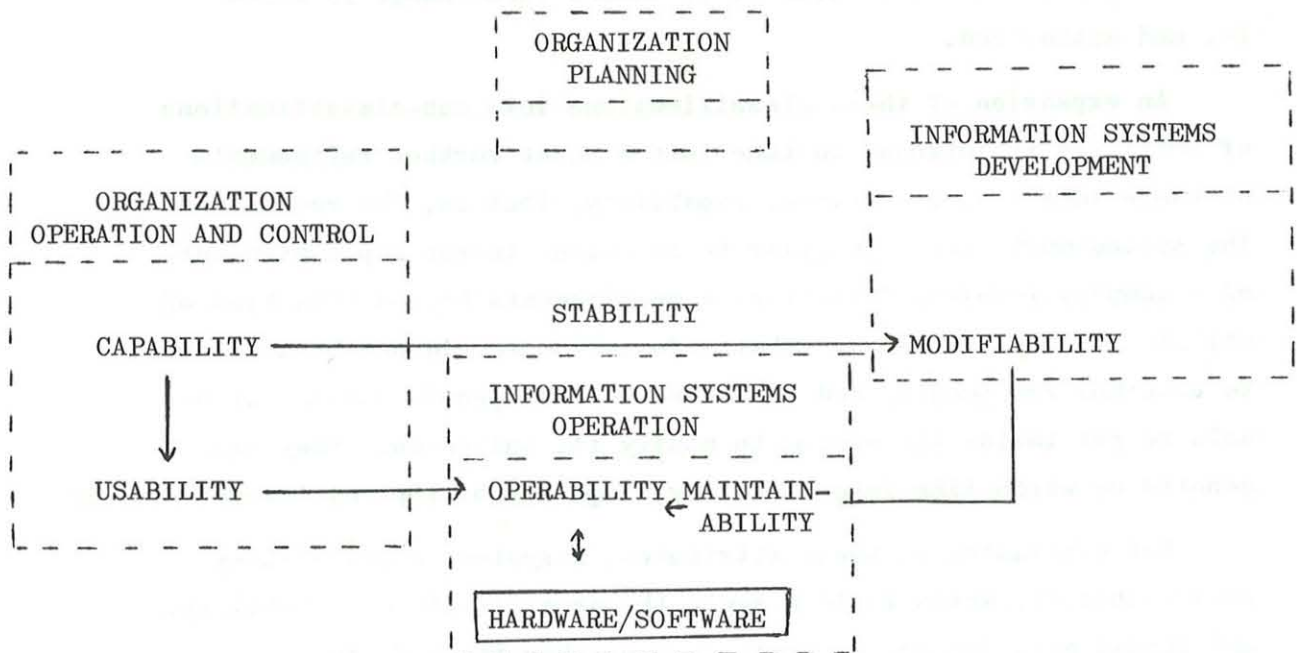 ORGANIZATION
PLANNING
INFORMATION SYSTEMS
DEVELOPMENT
ORGANIZATION
OPERATION AND CONTROL
STABILITY
CAPABILITY
MODIFIABILITY
INFORMATION SYSTEMS
OPERATION
USABILITY
OPERABILITY MAINTAIN-
ABILITY
HARDWARE/SOFTWARE